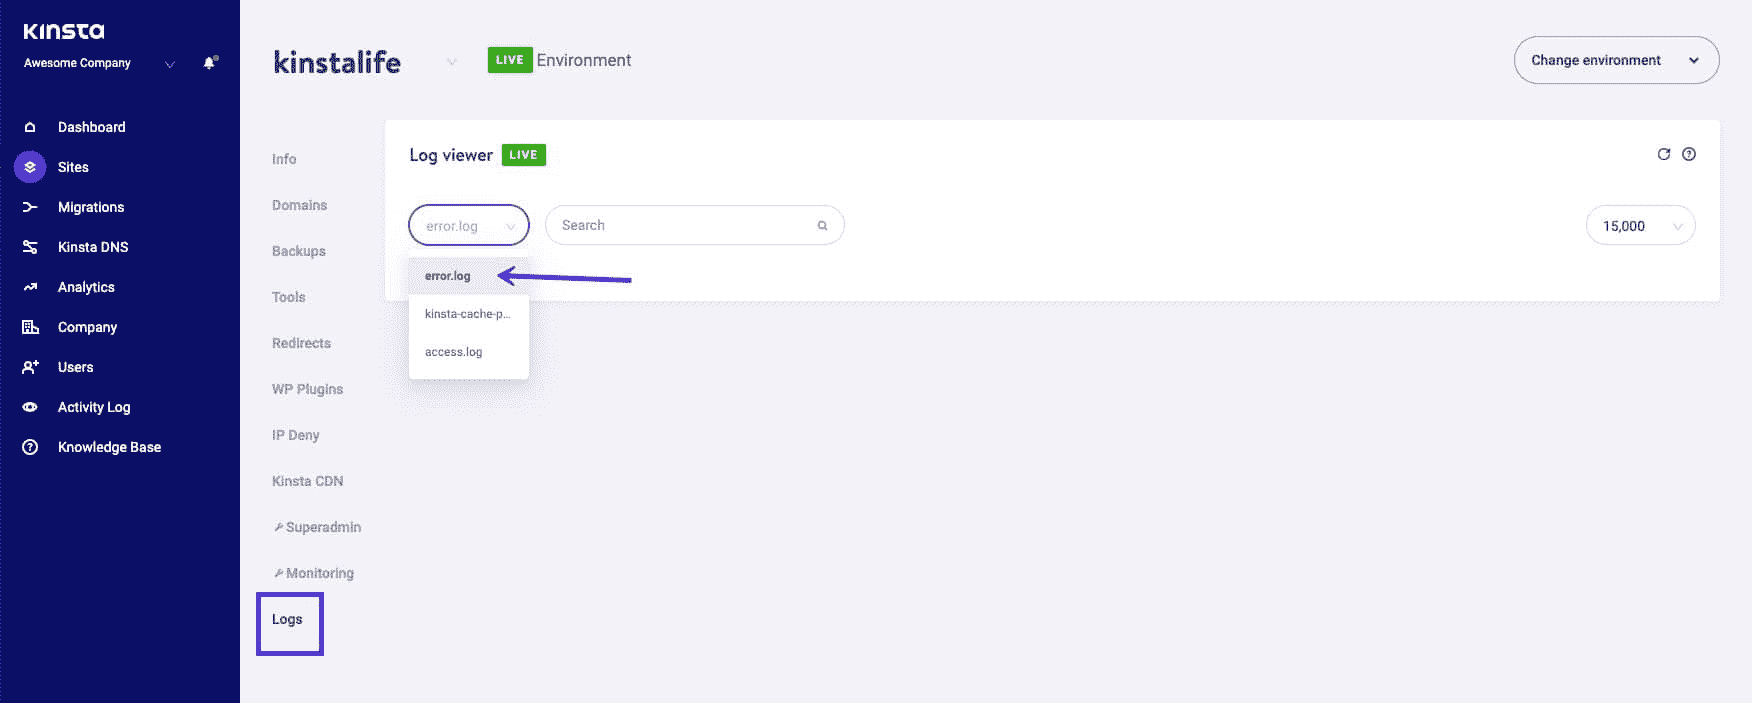 Kinsta
Awesome Company
Dashboard
Sites
Migrations
Kinsta DNS
Analytics
Company
Users
Activity Log
Knowledge Base
kinstalife
LIVE Environment
Change environment
Info
Domains
Backups
Tools
Redirects
WP Plugins
IP Deny
Kinsta CDN
Superadmin
Monitoring
Logs
Log viewer LIVE
error.log
Search
15,000
error.log
kinsta-cache-p...
access.log